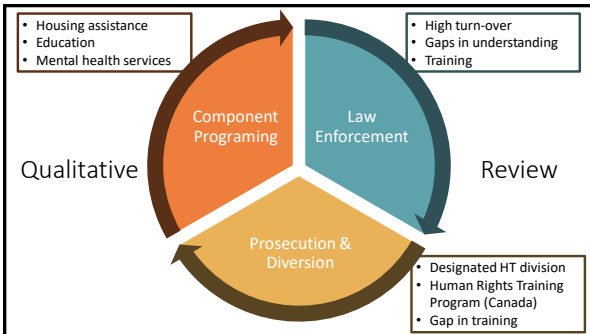 • Housing assistance
• Education
• Mental health services
• High turn-over
• Gaps in understanding
• Training
Component
Programing
Law
Enforcement
Qualitative
Review
Prosecution &
Diversion
• Designated HT division
• Human Rights Training
Program (Canada)
• Gap in training